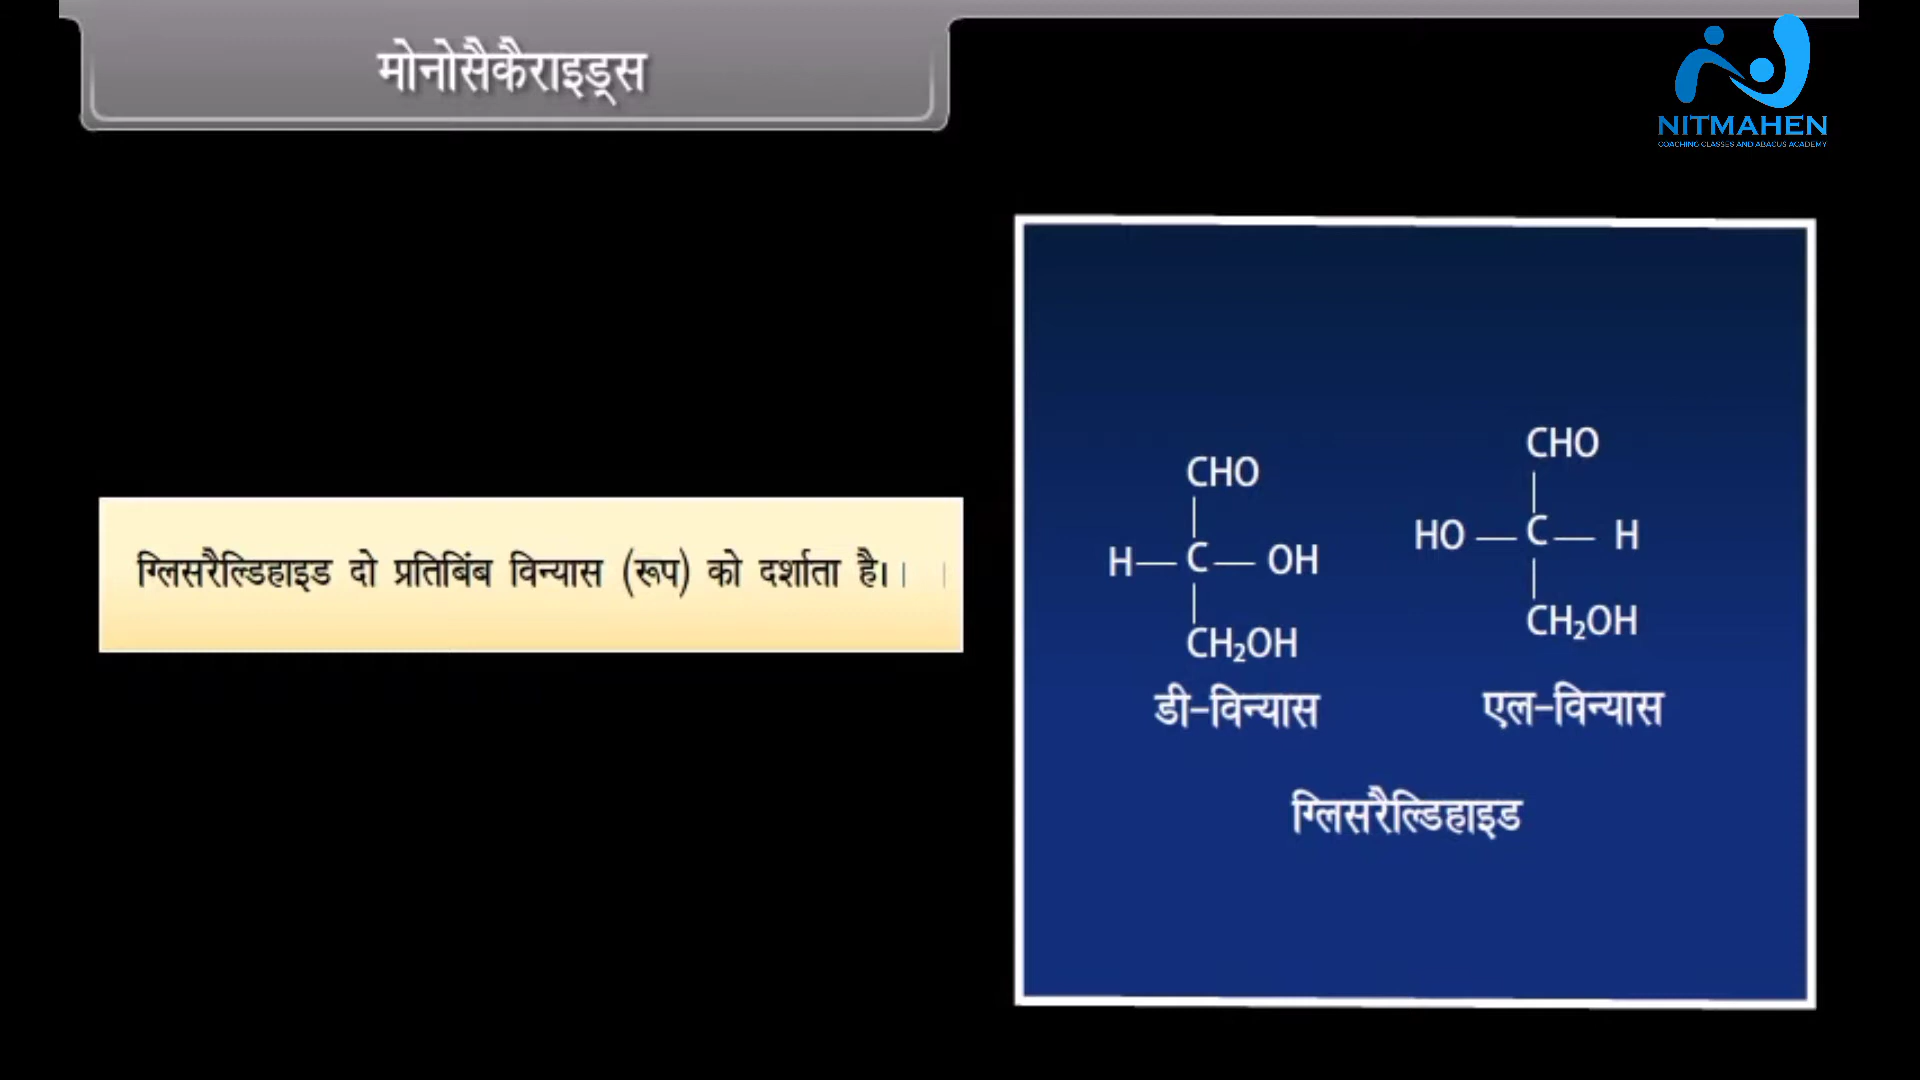 मोनोसैकैराइड्स
NITMAHEN
COACHING CLASSES AND ABACUS ACADEMY
ग्लिसरैल्डिहाइड दो प्रतिबिंब विन्यास (रूप) को दर्शाता है।
CHO
H—C—OH
CH₂OH
डी-विन्यास
CHO
HO—C—H
CH₂OH
एल-विन्यास
ग्लिसरैल्डिहाइड